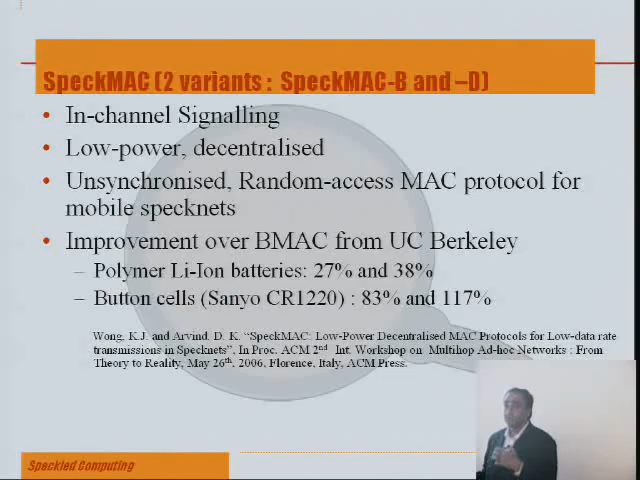 SpeckMAC (2 variants : SpeckMAC-B and –D)
• In-channel Signalling
• Low-power, decentralised
• Unsynchronised, Random-access MAC protocol for
mobile specknets
• Improvement over BMAC from UC Berkeley
– Polymer Li-Ion batteries: 27% and 38%
– Button cells (Sanyo CR1220) : 83% and 117%
Wong, K.J. and Arvind, D. K. “SpeckMAC: Low-Power Decentralised MAC Protocols for Low-data rate
transmissions in Specknets”, In Proc. ACM 2nd Int. Workshop on Multihop Ad-hoc Networks : From
Theory to Reality, May 26th, 2006, Florence, Italy, ACM Press.
Speckled Computing